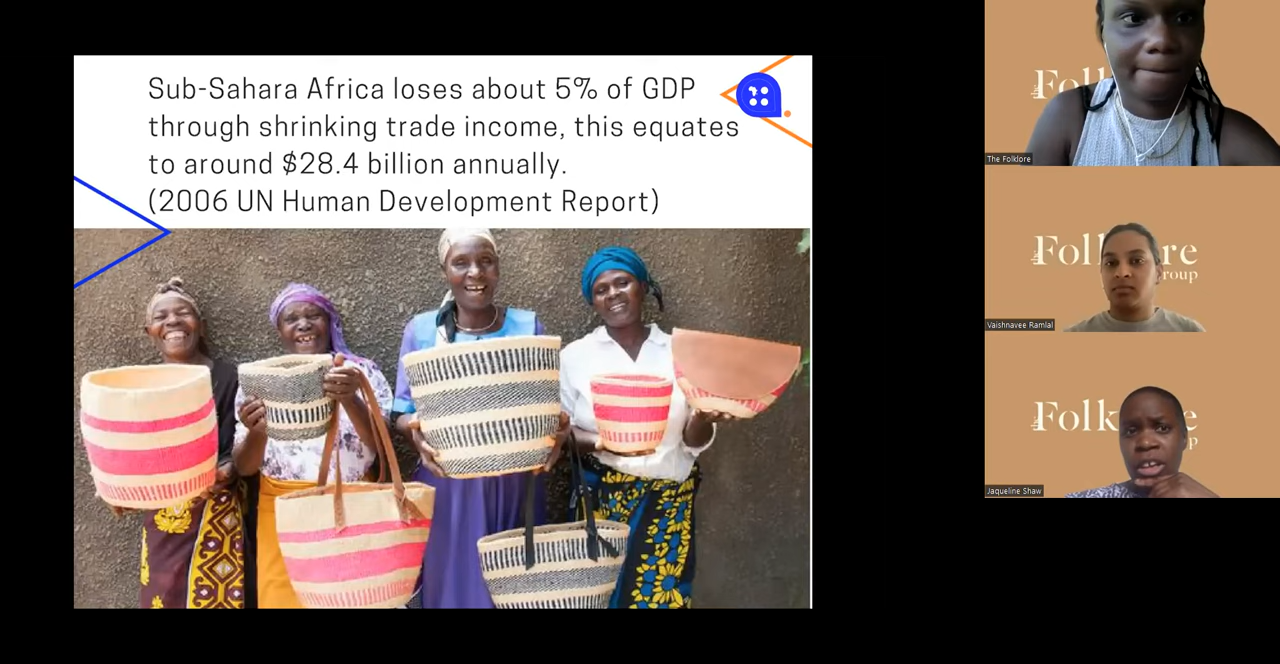 Sub-Sahara Africa loses about 5% of GDP
through shrinking trade income, this equates
to around $28.4 billion annually.
(2006 UN Human Development Report)
The Folklore
Vaishnavee Ramlal
Jaqueline Shaw